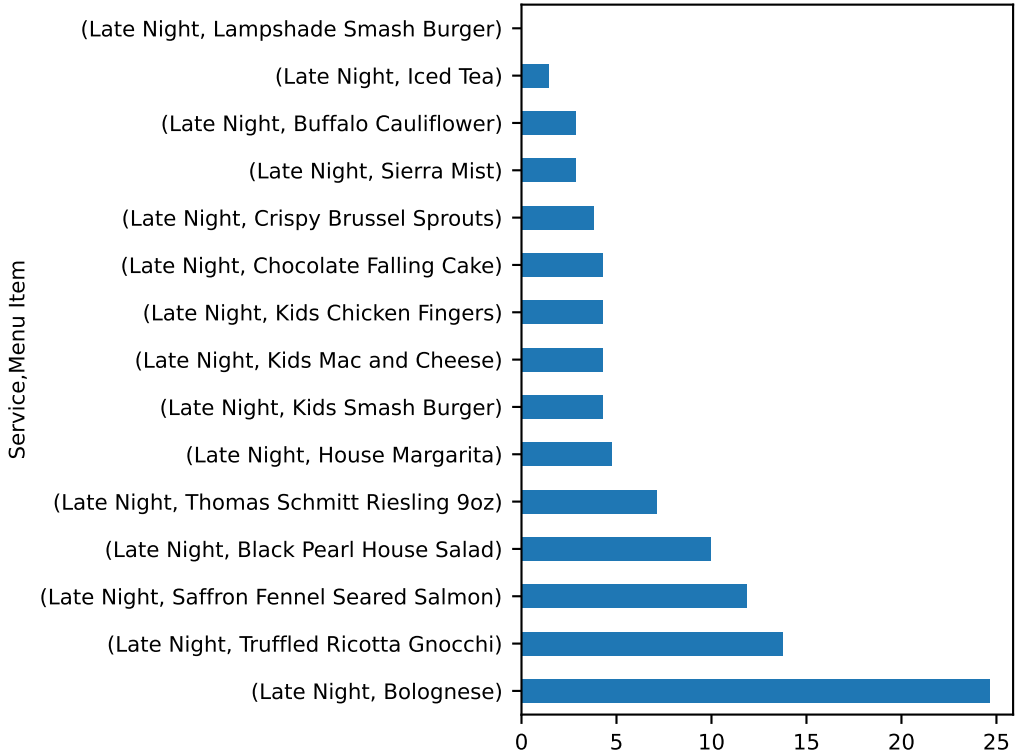 (Late Night, Lampshade Smash Burger)
(Late Night, Iced Tea)
(Late Night, Buffalo Cauliflower)
(Late Night, Sierra Mist)
(Late Night, Crispy Brussel Sprouts)
(Late Night, Chocolate Falling Cake)
(Late Night, Kids Chicken Fingers)
(Late Night, Kids Mac and Cheese)
(Late Night, Kids Smash Burger)
(Late Night, House Margarita)
(Late Night, Thomas Schmitt Riesling 9oz)
(Late Night, Black Pearl House Salad)
(Late Night, Saffron Fennel Seared Salmon)
(Late Night, Truffled Ricotta Gnocchi)
(Late Night, Bolognese)
Service,Menu Item
0 5 10 15 20 25